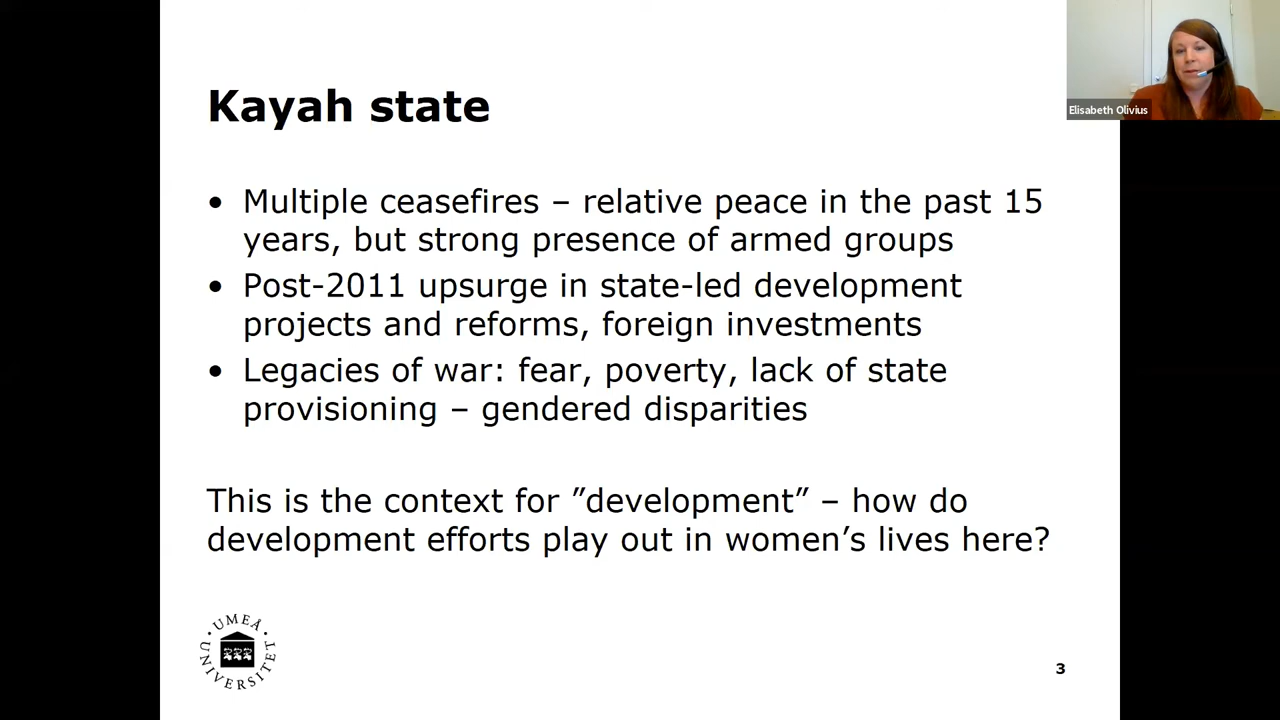 Kayah state
Elisabeth Olivius
• Multiple ceasefires – relative peace in the past 15
years, but strong presence of armed groups
• Post-2011 upsurge in state-led development
projects and reforms, foreign investments
• Legacies of war: fear, poverty, lack of state
provisioning – gendered disparities
This is the context for ”development” – how do
development efforts play out in women’s lives here?
UMEÅ
UNIVERSITET
3